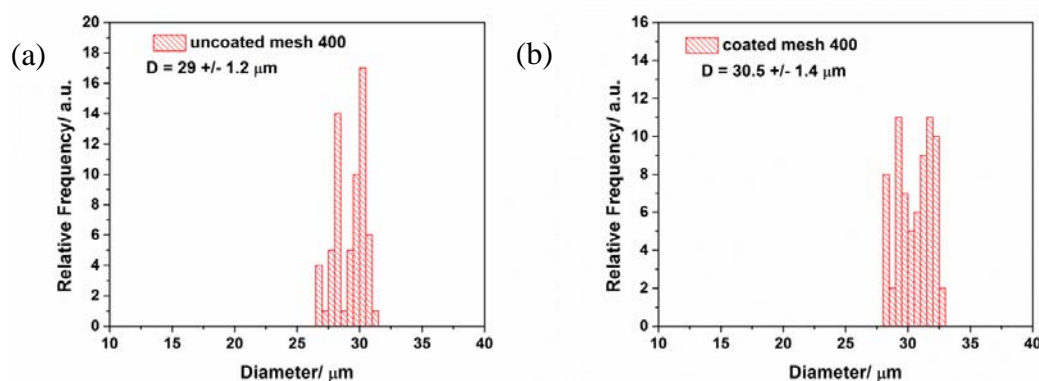 (a)
uncoated mesh 400
D = 29 +/- 1.2 μm
Relative Frequency/ a.u.
20
18
16
14
12
10
8
6
4
2
0
10 15 20 25 30 35 40
Diameter/ μm
(b)
coated mesh 400
D = 30.5 +/- 1.4 μm
Relative Frequency/ a.u.
16
14
12
10
8
6
4
2
0
10 15 20 25 30 35 40
Diameter/ μm